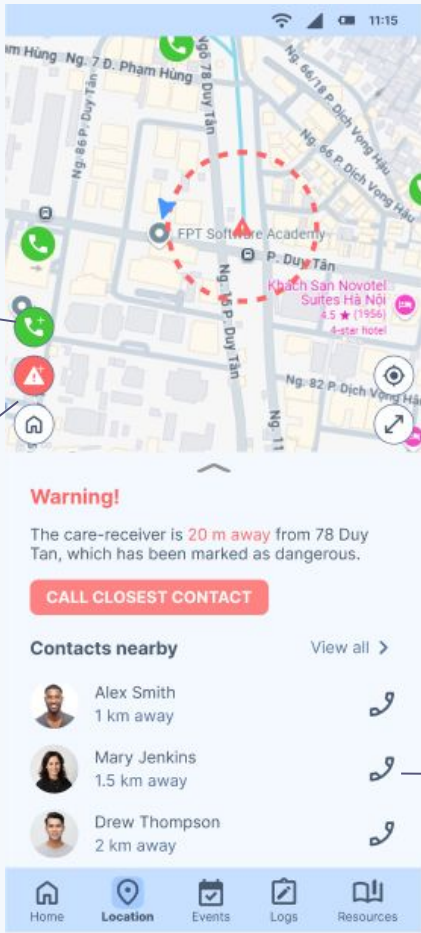 11:15
am Hùng
Ng. 7 Đ. Phạm Hùng
Ngõ 78 Duy Tân
Ng. 86 P. Duy Tân
Ng. 66/18 P. Dịch Vọng Hậu
Ng. 66 P. Dịch Vọng Hậu
FPT Software Academy
P. Duy Tân
Ng. 15 P. Duy Tân
Khách Sạn Novotel
Suites Hà Nội
4.5 ★ (1956)
4-star hotel
Ng. 82 P. Dịch Vọng Hậ
Ng. 11
Warning!
The care-receiver is 20 m away from 78 Duy
Tan, which has been marked as dangerous.
CALL CLOSEST CONTACT
Contacts nearby
View all
Alex Smith
1 km away
Mary Jenkins
1.5 km away
Drew Thompson
2 km away
Home
Location
Events
Logs
Resources